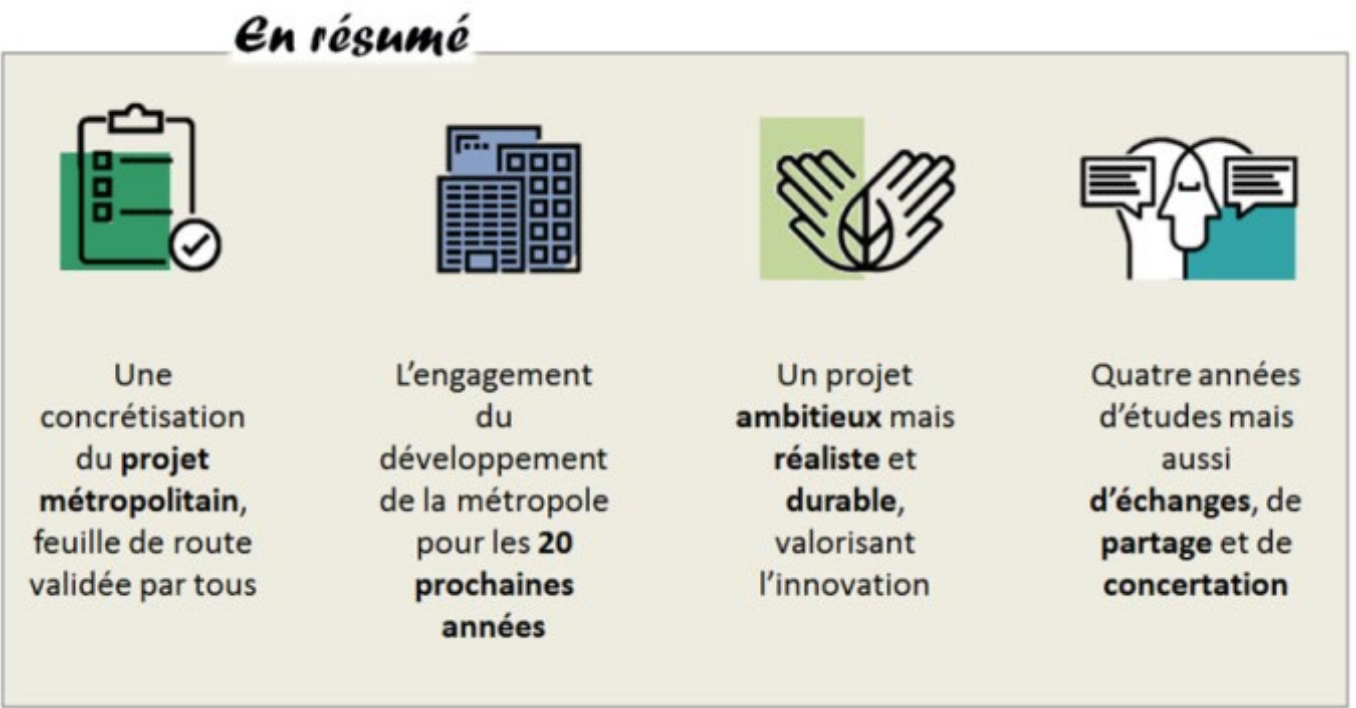 En résumé
Une
concrétisation
du projet
métropolitain,
feuille de route
validée par tous
L'engagement
du
développement
de la métropole
pour les 20
prochaines
années
Un projet
ambitieux mais
réaliste et
durable,
valorisant
l'innovation
Quatre années
d'études mais
aussi
d'échanges, de
partage et de
concertation